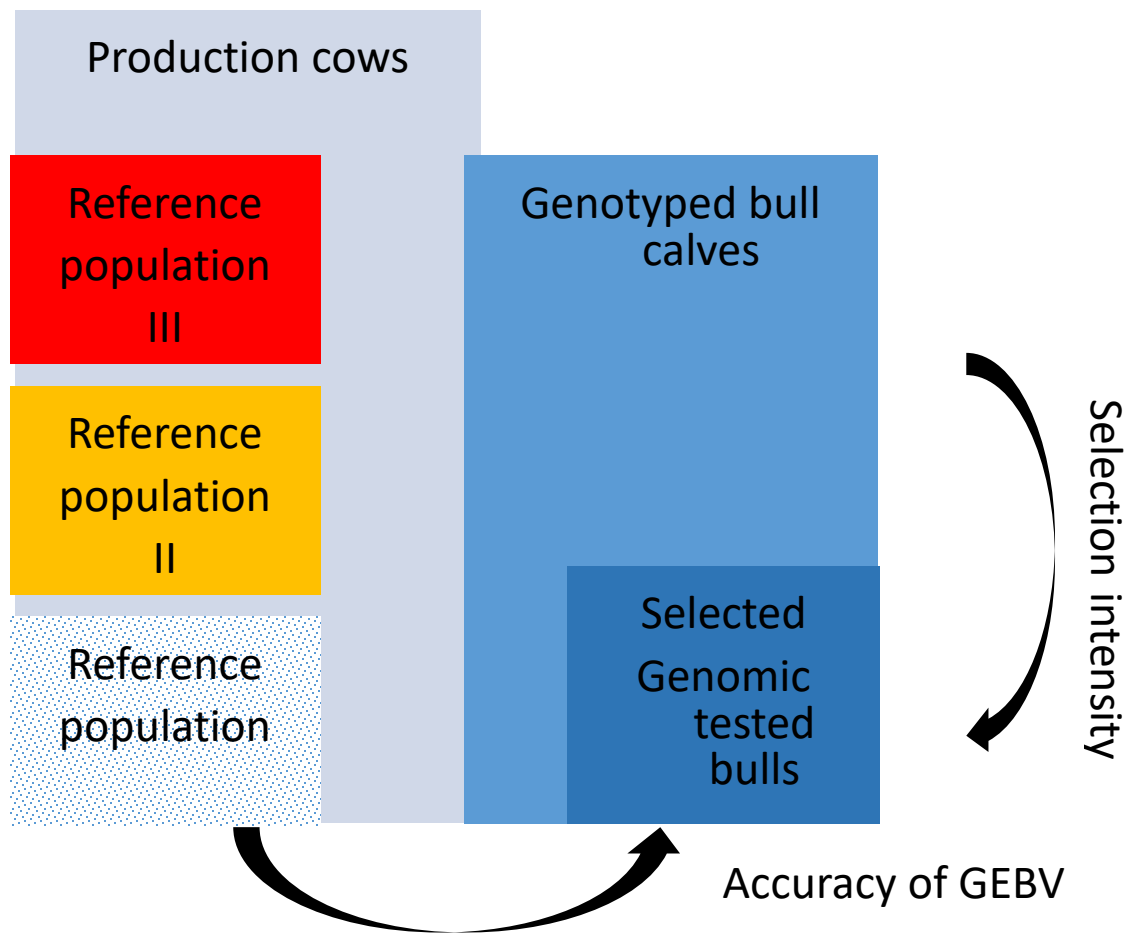 Production cows
Reference
population
III
Reference
population
II
Reference
population
Genotyped bull
calves
Selected
Genomic
tested
bulls
Selection intensity
Accuracy of GEBV